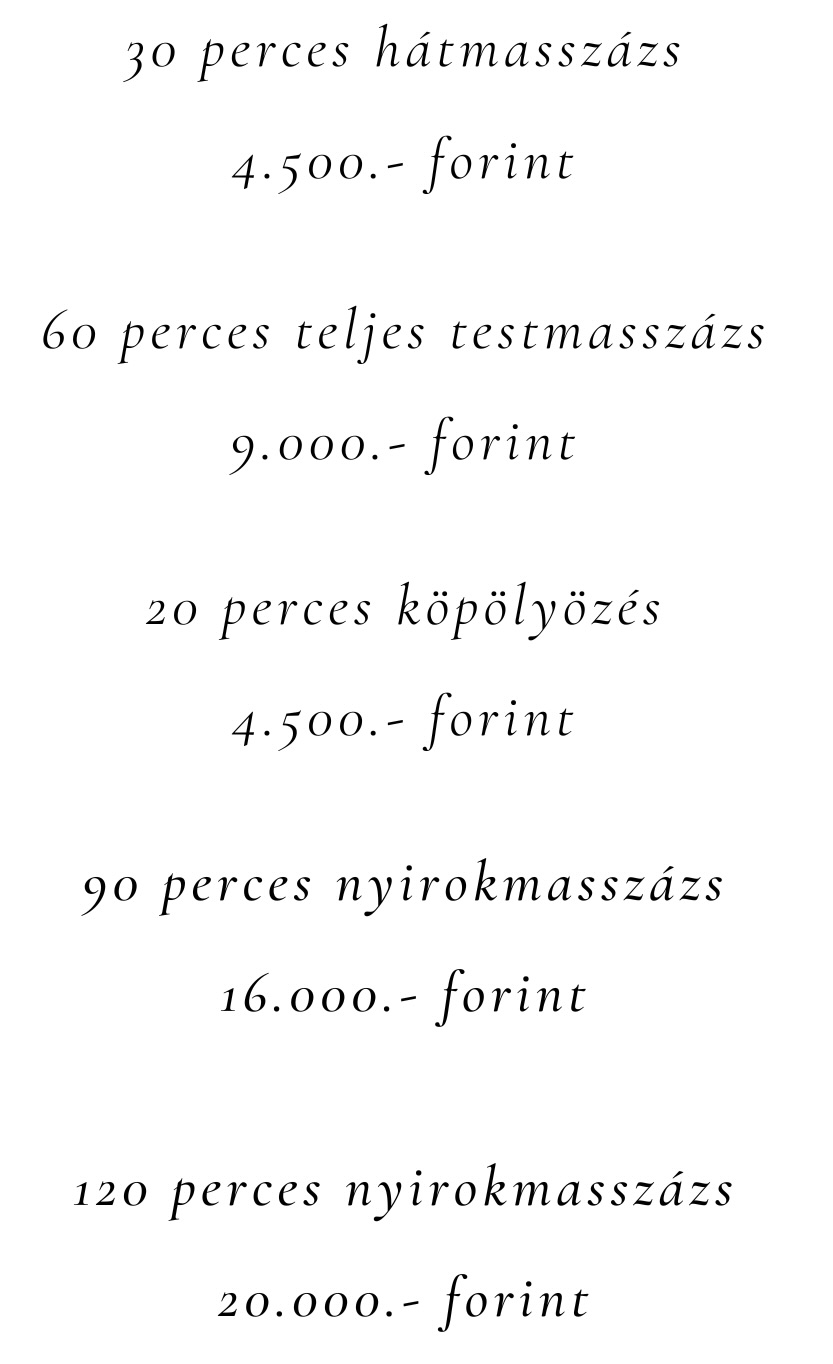 30 perces hátmasszázs
4.500.- forint
60 perces teljes testmasszázs
9.000.- forint
20 perces köpölyözés
4.500.- forint
90 perces nyirokmasszázs
16.000.- forint
120 perces nyirokmasszázs
20.000.- forint